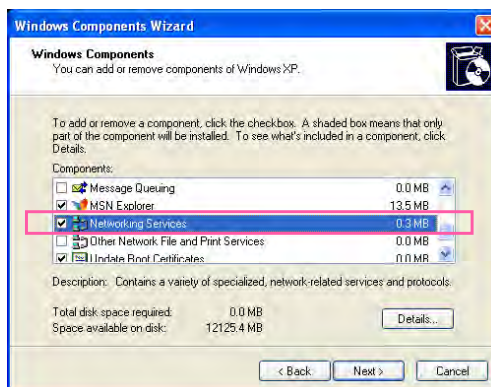 Windows Components Wizard
Windows Components
You can add or remove components of Windows XP.
To add or remove a component, click the checkbox. A shaded box means that only
part of the component will be installed. To see what's included in a component, click
Details.
Components:
Message Queuing 0.0 MB
MSN Explorer 13.5 MB
Networking Services 0.3 MB
Other Network File and Print Services 0.0 MB
Update Root Certificates 0.0 MB
Description: Contains a variety of specialized, network-related services and protocols.
Total disk space required: 0.0 MB
Space available on disk: 12125.4 MB
Details...
< Back Next > Cancel